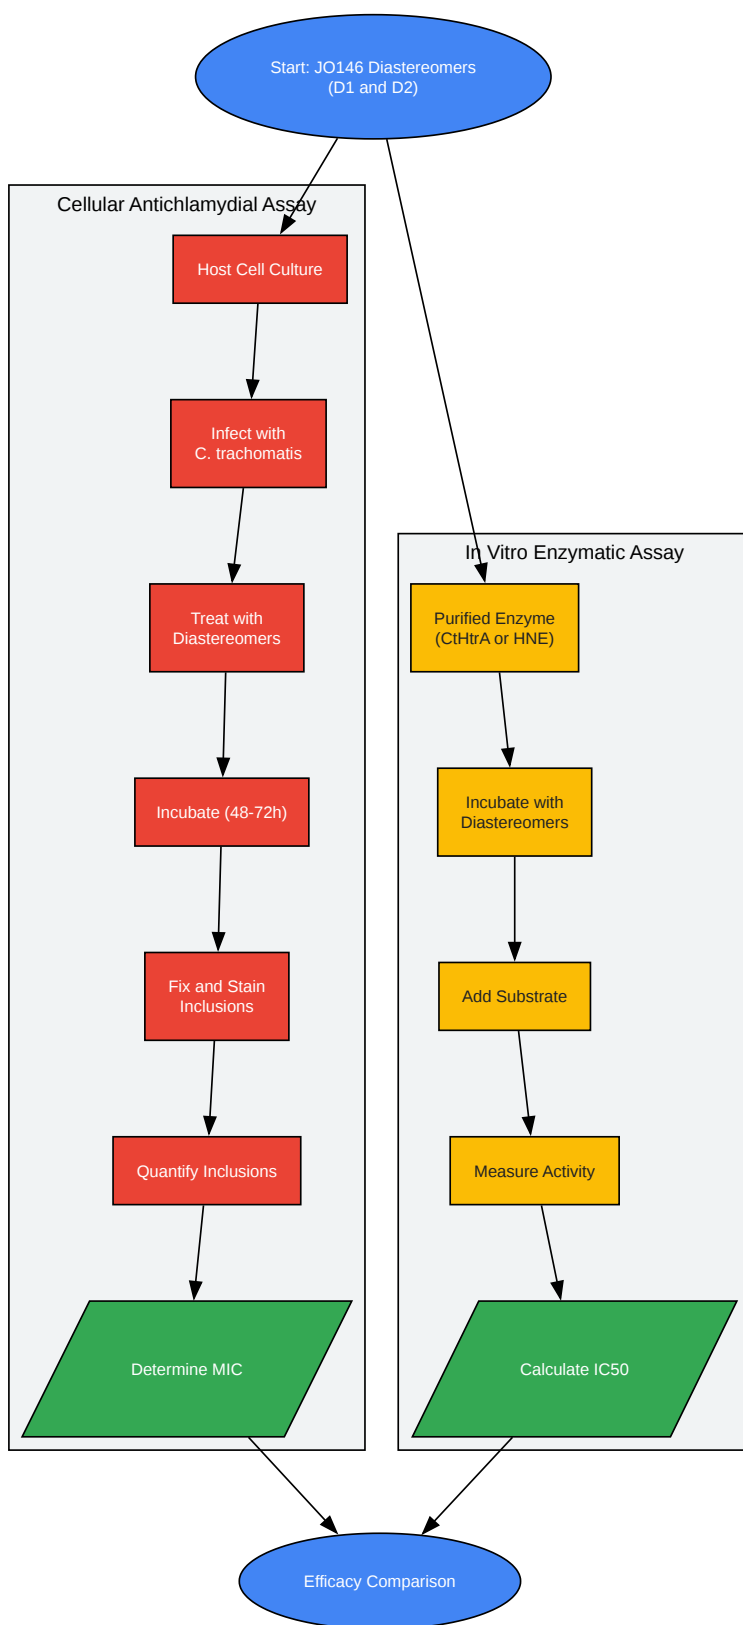 Start: JO146 Diastereomers
(D1 and D2)
Cellular Antichlamydial Assay
Host Cell Culture
Infect with
C. trachomatis
Treat with
Diastereomers
Incubate (48-72h)
Fix and Stain
Inclusions
Quantify Inclusions
Determine MIC
In Vitro Enzymatic Assay
Purified Enzyme
(CtHtrA or HNE)
Incubate with
Diastereomers
Add Substrate
Measure Activity
Calculate IC50
Efficacy Comparison